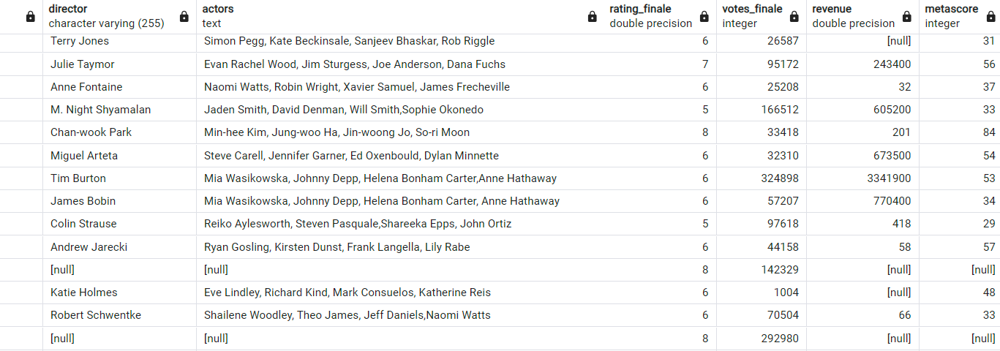 director actors rating_finale votes_finale revenue metascore
character varying (255) text double precision integer double precision integer
Terry Jones Simon Pegg, Kate Beckinsale, Sanjeev Bhaskar, Rob Riggle 6 26587 [null] 31
Julie Taymor Evan Rachel Wood, Jim Sturgess, Joe Anderson, Dana Fuchs 7 95172 243400 56
Anne Fontaine Naomi Watts, Robin Wright, Xavier Samuel, James Frecheville 6 25208 32 37
M. Night Shyamalan Jaden Smith, David Denman, Will Smith,Sophie Okonedo 5 166512 605200 33
Chan-wook Park Min-hee Kim, Jung-woo Ha, Jin-woong Jo, So-ri Moon 8 33418 201 84
Miguel Arteta Steve Carell, Jennifer Garner, Ed Oxenbould, Dylan Minnette 6 32310 673500 54
Tim Burton Mia Wasikowska, Johnny Depp, Helena Bonham Carter,Anne Hathaway 6 324898 3341900 53
James Bobin Mia Wasikowska, Johnny Depp, Helena Bonham Carter, Anne Hathaway 6 57207 770400 34
Colin Strause Reiko Aylesworth, Steven Pasquale,Shareeka Epps, John Ortiz 5 97618 418 29
Andrew Jarecki Ryan Gosling, Kirsten Dunst, Frank Langella, Lily Rabe 6 44158 58 57
[null] [null] 8 142329 [null] [null]
Katie Holmes Eve Lindley, Richard Kind, Mark Consuelos, Katherine Reis 6 1004 [null] 48
Robert Schwentke Shailene Woodley, Theo James, Jeff Daniels,Naomi Watts 6 70504 66 33
[null] [null] 8 292980 [null] [null]